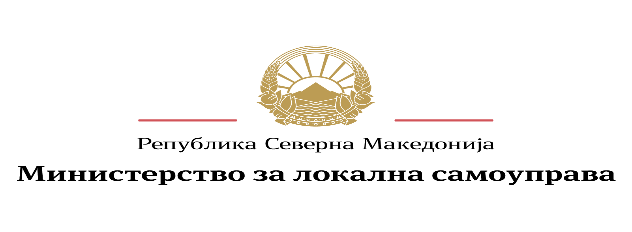 Република Северна Македонија
Министерство за локална самоуправа